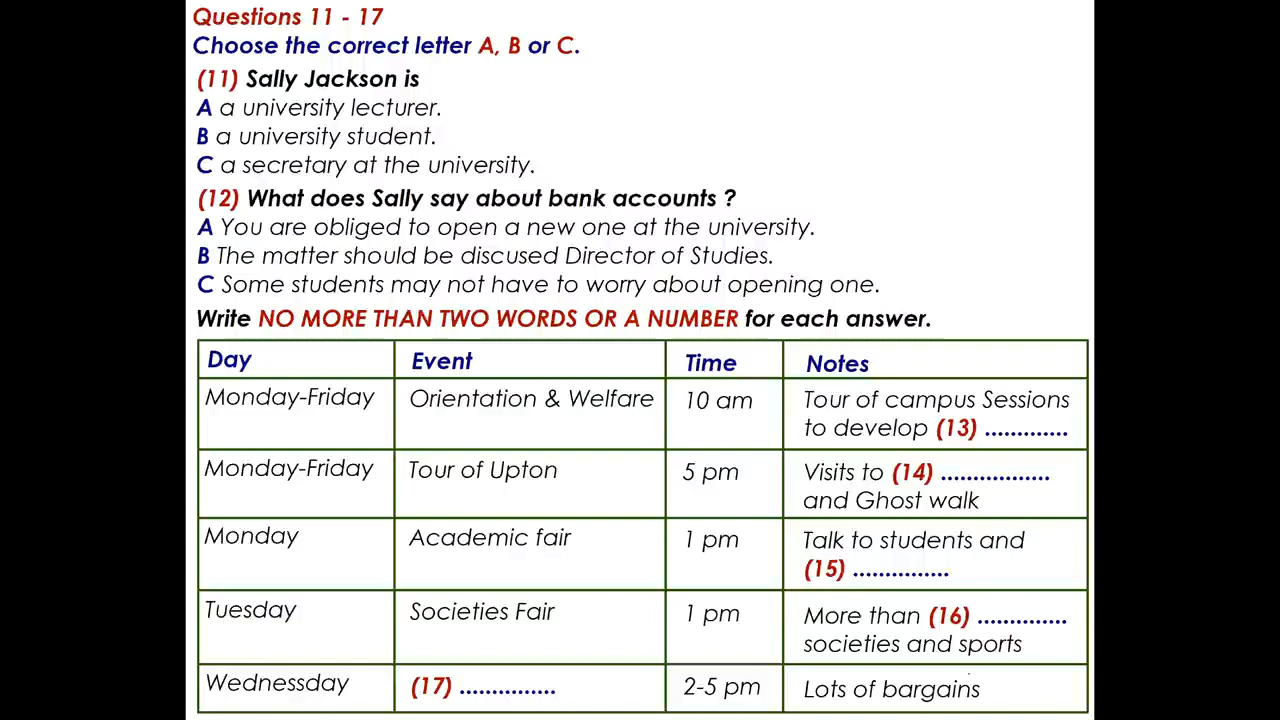 Questions 11 - 17
Choose the correct letter A, B or C.
(11) Sally Jackson is
A a university lecturer.
B a university student.
C a secretary at the university.
(12) What does Sally say about bank accounts ?
A You are obliged to open a new one at the university.
B The matter should be discussed Director of Studies.
C Some students may not have to worry about opening one.
Write NO MORE THAN TWO WORDS OR A NUMBER for each answer.
Day Event Time Notes
Monday-Friday Orientation & Welfare 10 am Tour of campus Sessions
to develop (13) .............
Monday-Friday Tour of Upton 5 pm Visits to (14) .................
and Ghost walk
Monday Academic fair 1 pm Talk to students and
(15) ...............
Tuesday Societies Fair 1 pm More than (16) ..............
societies and sports
Wednessday (17) ............... 2-5 pm Lots of bargains